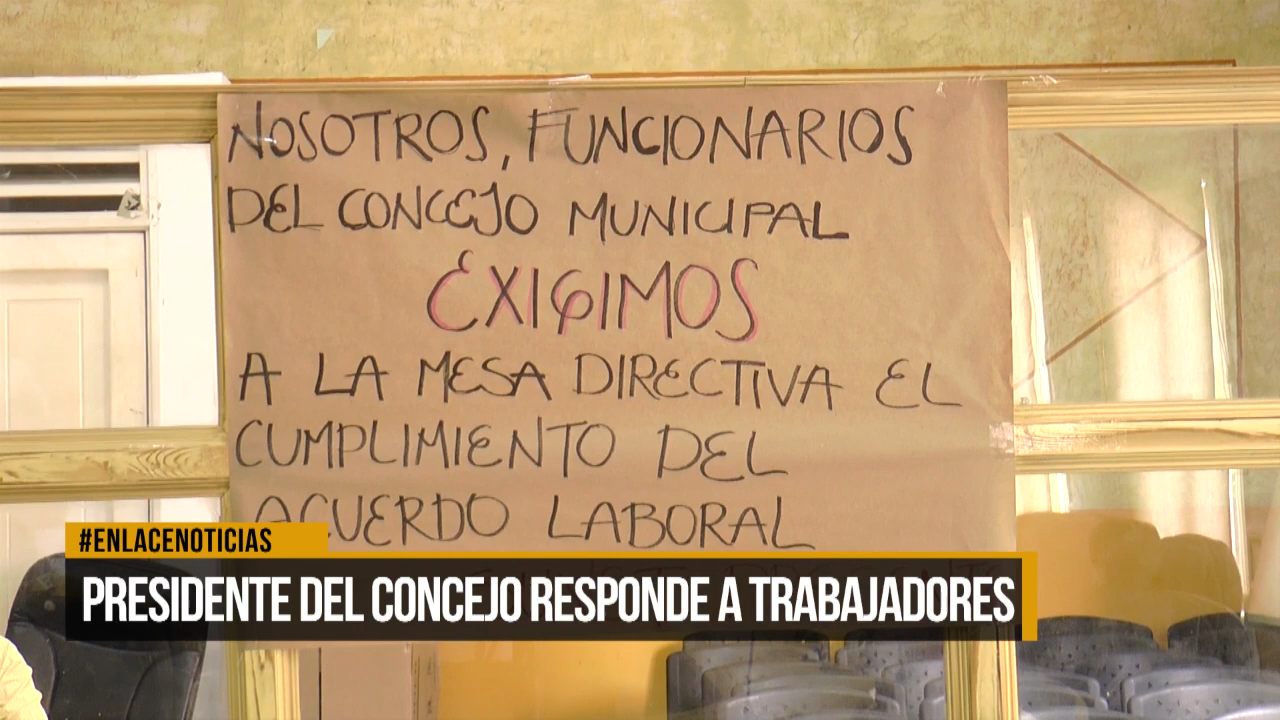 NOSOTROS, FUNCIONARIOS
DEL CONCEJO MUNICIPAL
EXIGIMOS
A LA MESA DIRECTIVA EL
CUMPLIMIENTO DEL
ACUERDO LABORAL
#ENLACENOTICIAS
PRESIDENTE DEL CONCEJO RESPONDE A TRABAJADORES